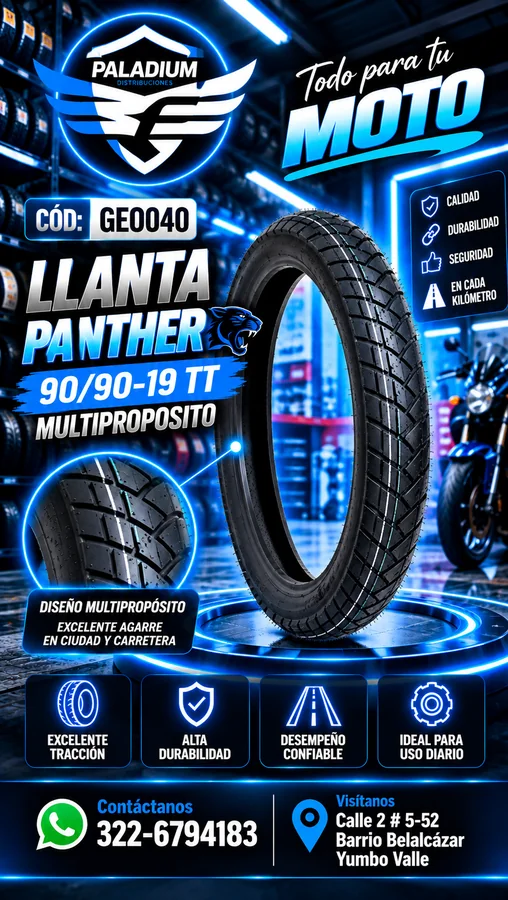 PALADIUM
DISTRIBUCIONES
Todo para tu
MOTO
CALIDAD
DURABILIDAD
SEGURIDAD
EN CADA
KILÓMETRO
CÓD: GE0040
LLANTA
PANTHER
90/90-19 TT
MULTIPROPOSITO
DISEÑO MULTIPROPÓSITO
EXCELENTE AGARRE
EN CIUDAD Y CARRETERA
EXCELENTE
TRACCIÓN
ALTA
DURABILIDAD
DESEMPEÑO
CONFIABLE
IDEAL PARA
USO DIARIO
Contáctanos
322-6794183
Visítanos
Calle 2 # 5-52
Barrio Belalcázar
Yumbo Valle